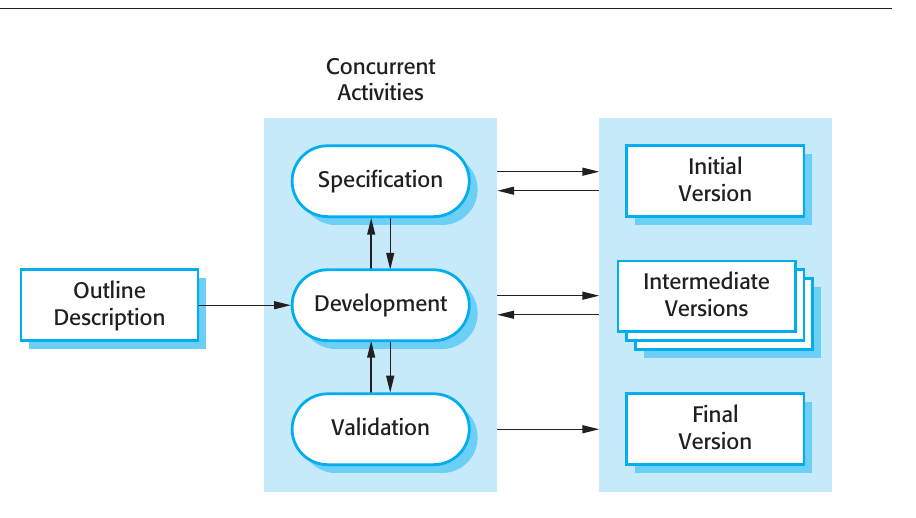 Concurrent
Activities
Specification
Initial
Version
Outline
Description
Development
Intermediate
Versions
Validation
Final
Version